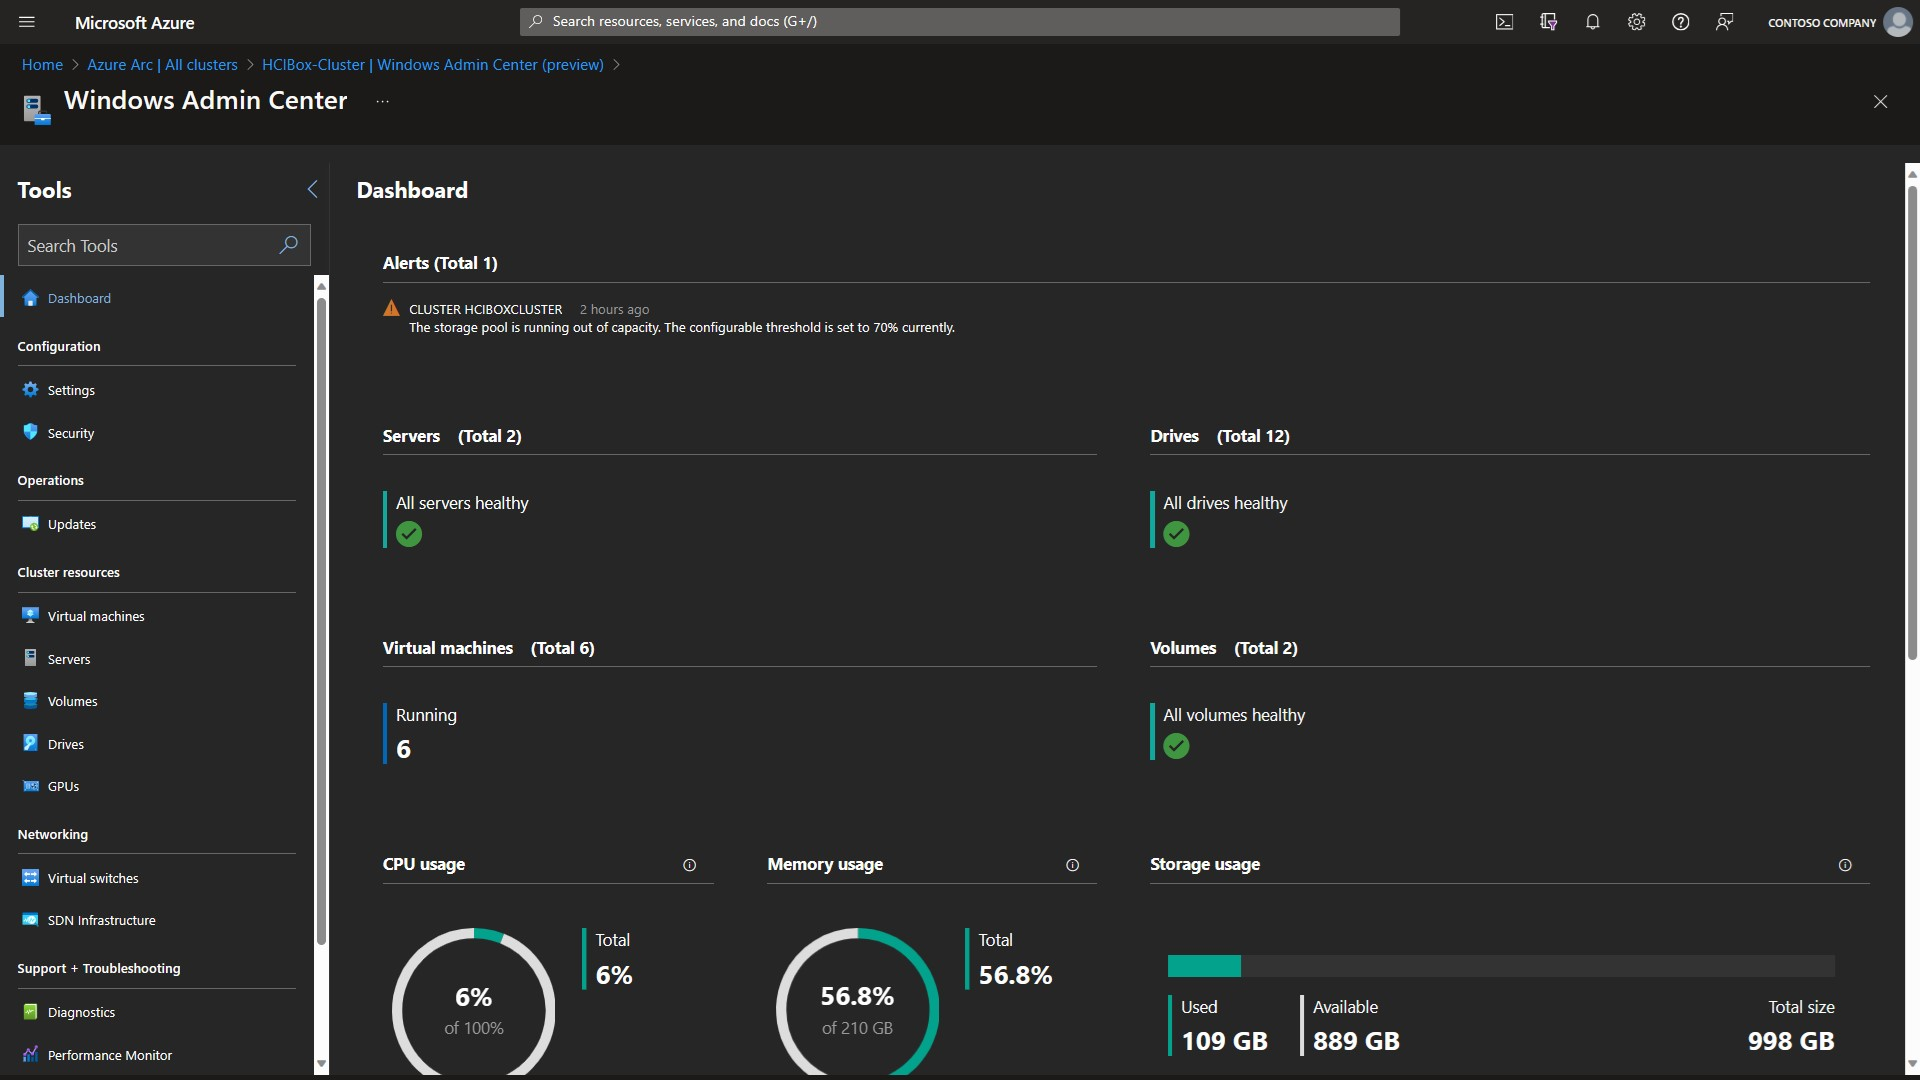 Microsoft Azure
Search resources, services, and docs (G+/)
CONTOSO COMPANY
Home > Azure Arc | All clusters > HCIBox-Cluster | Windows Admin Center (preview) >
Windows Admin Center ...
Tools
Search Tools
Dashboard
Configuration
Settings
Security
Operations
Updates
Cluster resources
Virtual machines
Servers
Volumes
Drives
GPUs
Networking
Virtual switches
SDN Infrastructure
Support + Troubleshooting
Diagnostics
Performance Monitor
Dashboard
Alerts (Total 1)
CLUSTER HCIBOXCLUSTER 2 hours ago
The storage pool is running out of capacity. The configurable threshold is set to 70% currently.
Servers (Total 2)
All servers healthy
Drives (Total 12)
All drives healthy
Virtual machines (Total 6)
Running
6
Volumes (Total 2)
All volumes healthy
CPU usage
6%
of 100%
Total
6%
Memory usage
56.8%
of 210 GB
Total
56.8%
Storage usage
Used
109 GB
Available
889 GB
Total size
998 GB